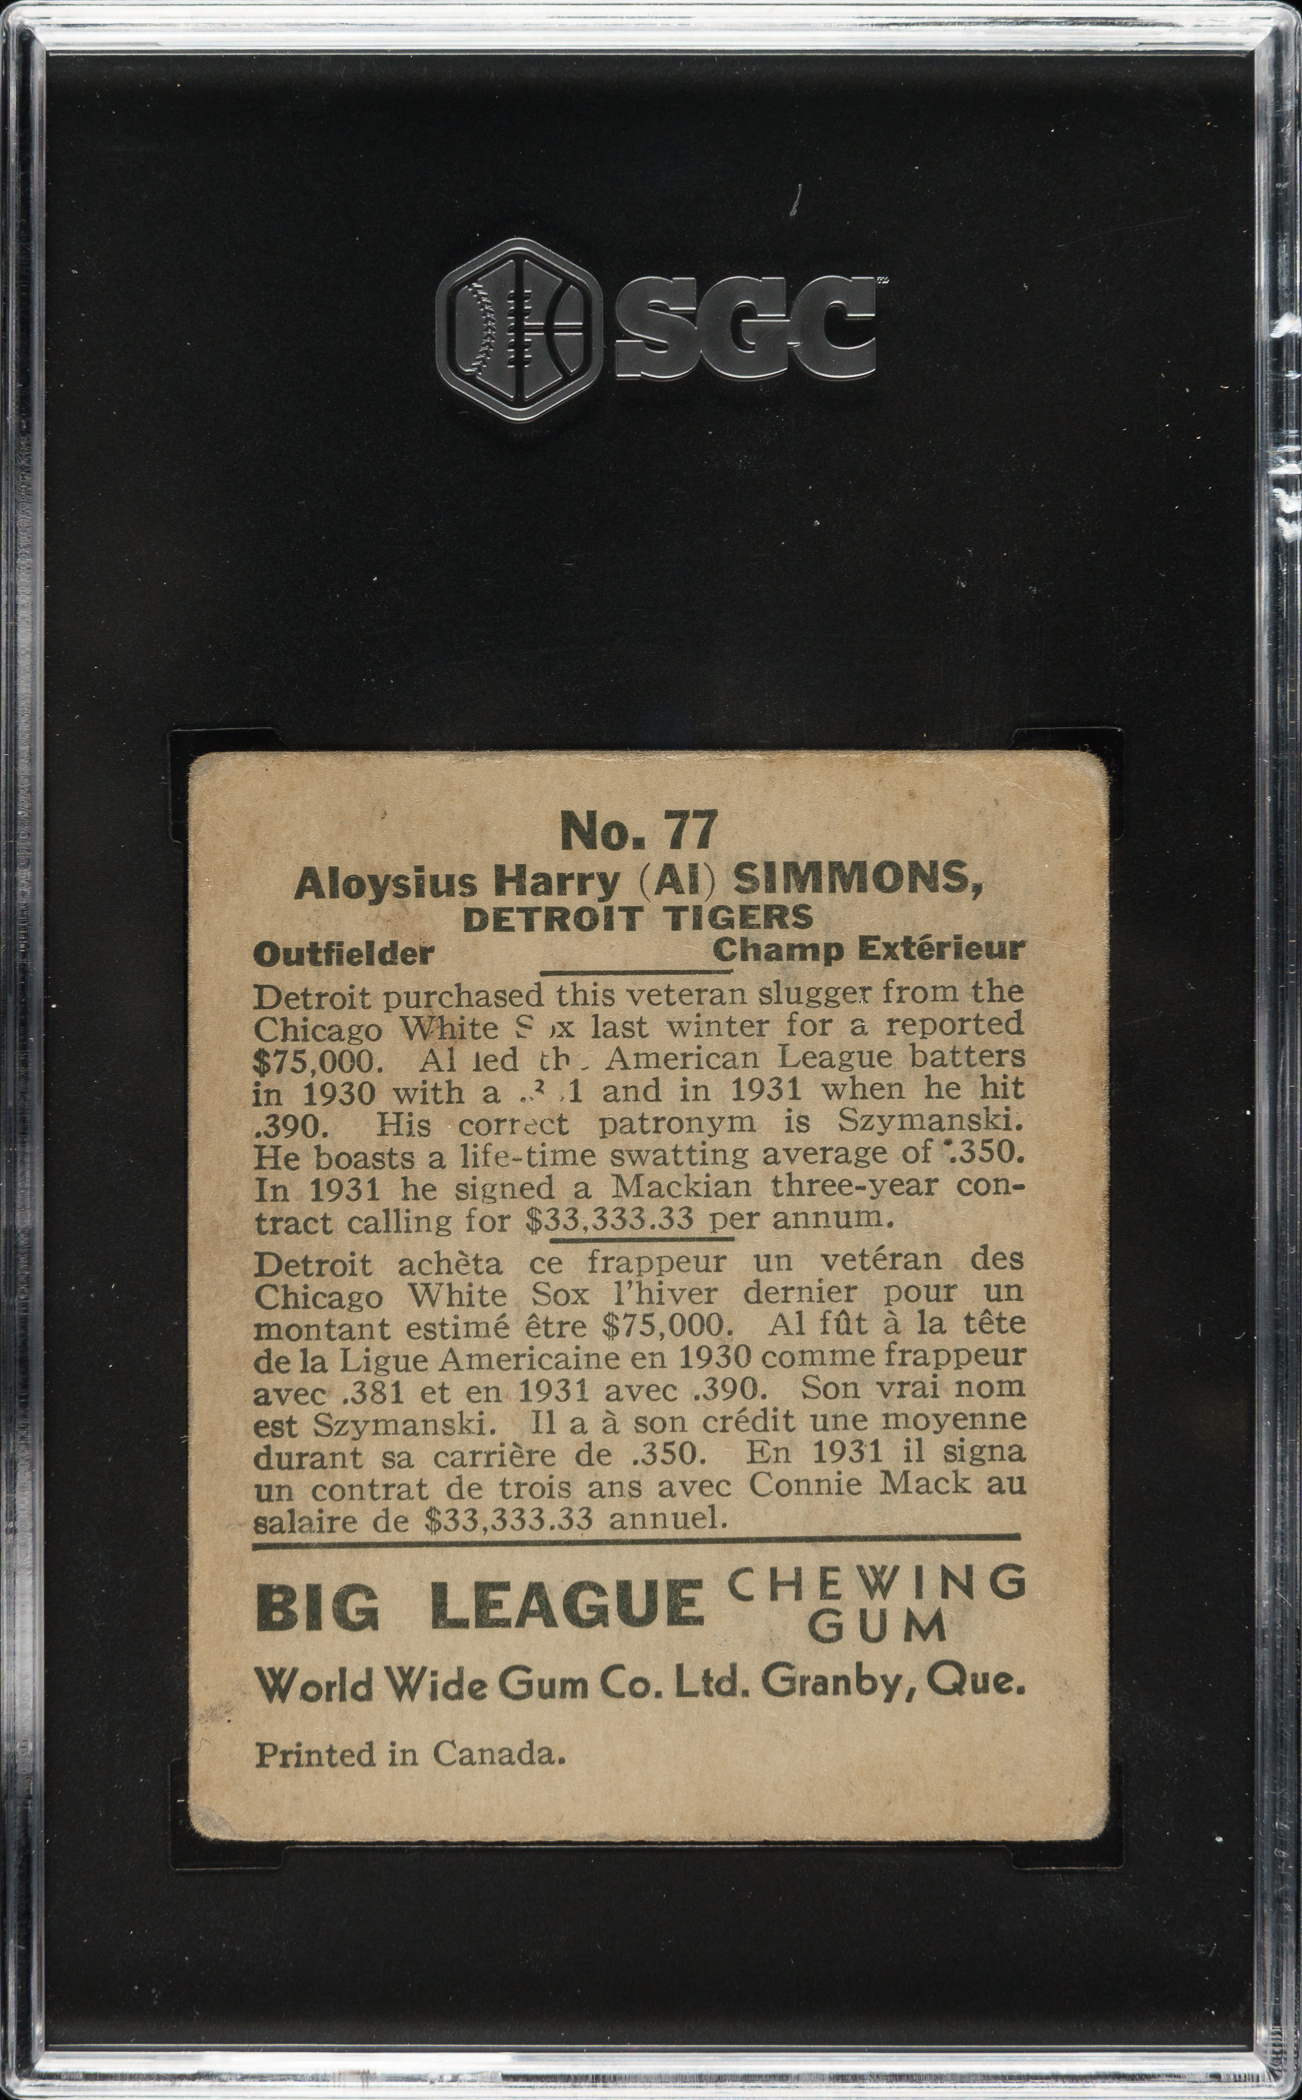 SGC
No. 77
Aloysius Harry (Al) SIMMONS,
DETROIT TIGERS
Outfielder Champ Extérieur
Detroit purchased this veteran slugger from the
Chicago White S x last winter for a reported
$75,000. Al led th American League batters
in 1930 with a and in 1931 when he hit
.390. His correct patronym is Szymanski.
He boasts a life-time swatting average of .350.
In 1931 he signed a Mackian three-year con-
tract calling for $33,333.33 per annum.
Detroit achèta ce frappeur un vetéran des
Chicago White Sox l'hiver dernier pour un
montant estimé être $75,000. Al fût à la tête
de la Ligue Americaine en 1930 comme frappeur
avec .381 et en 1931 avec .390. Son vrai nom
est Szymanski. Il a à son crédit une moyenne
durant sa carrière de .350. En 1931 il signa
un contrat de trois ans avec Connie Mack au
salaire de $33,333.33 annuel.
BIG LEAGUE CHEWING
GUM
World Wide Gum Co. Ltd. Granby, Que.
Printed in Canada.